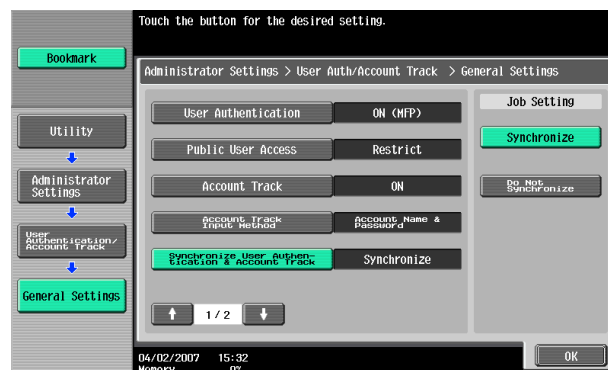 Touch the button for the desired setting.
Bookmark
Administrator Settings > User Auth/Account Track > General Settings
Utility
Administrator
Settings
User
Authentication/
Account Track
General Settings
User Authentication
ON (MFP)
Public User Access
Restrict
Account Track
ON
Account Track
Input Method
Account Name &
Password
Synchronize User Authen-
tication & Account Track
Synchronize
1/ 2
Job Setting
Synchronize
Do Not
Synchronize
04/02/2007 15:32
Memory 0%
OK